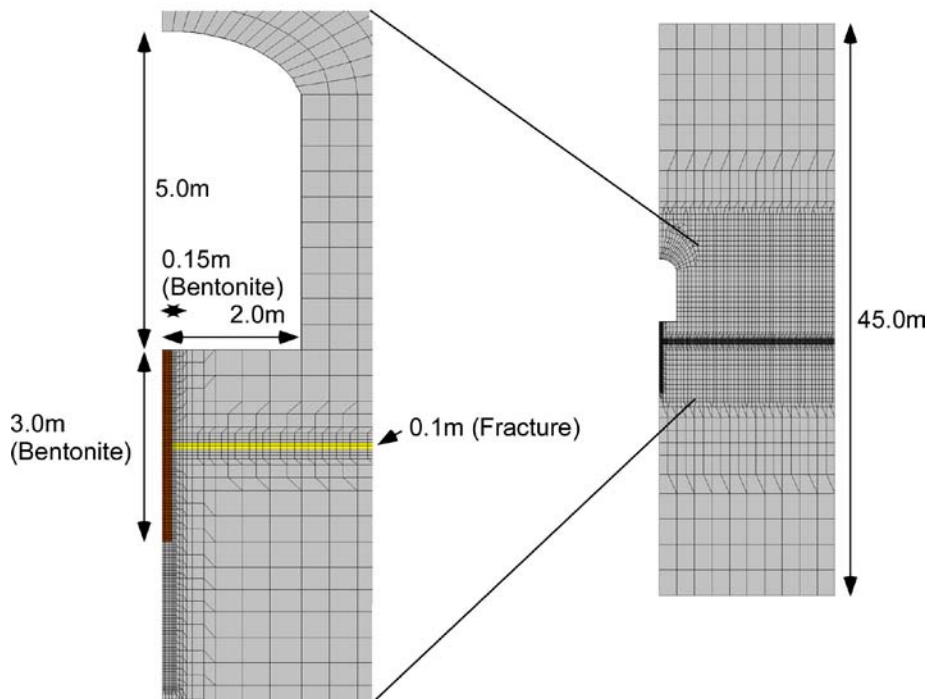 5.0m
0.15m
(Bentonite)
2.0m
3.0m
(Bentonite)
0.1m (Fracture)
45.0m